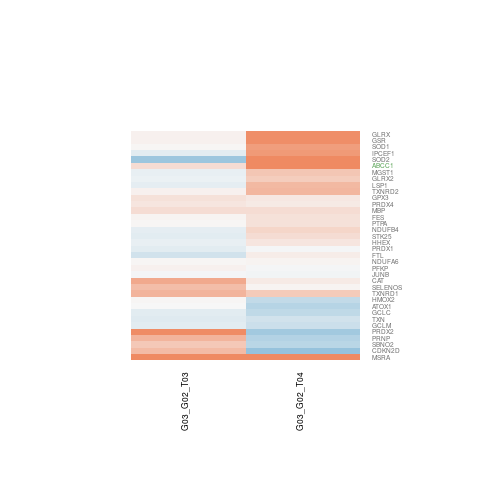 GLRX
GSR
SOD1
IPCEF1
SOD2
ABCC1
MGST1
GLRX2
LSP1
TXNRD2
GPX3
PRDX4
MBP
FES
PTPA
NDUFB4
STK25
HHEX
PRDX1
FTL
NDUFA6
PFKP
JUNB
CAT
SELENOS
TXNRD1
HMOX2
ATOX1
GCLC
TXN
GCLM
PRDX2
PRNP
SBNO2
CDKN2D
MSRA
G03_G02_T03
G03_G02_T04